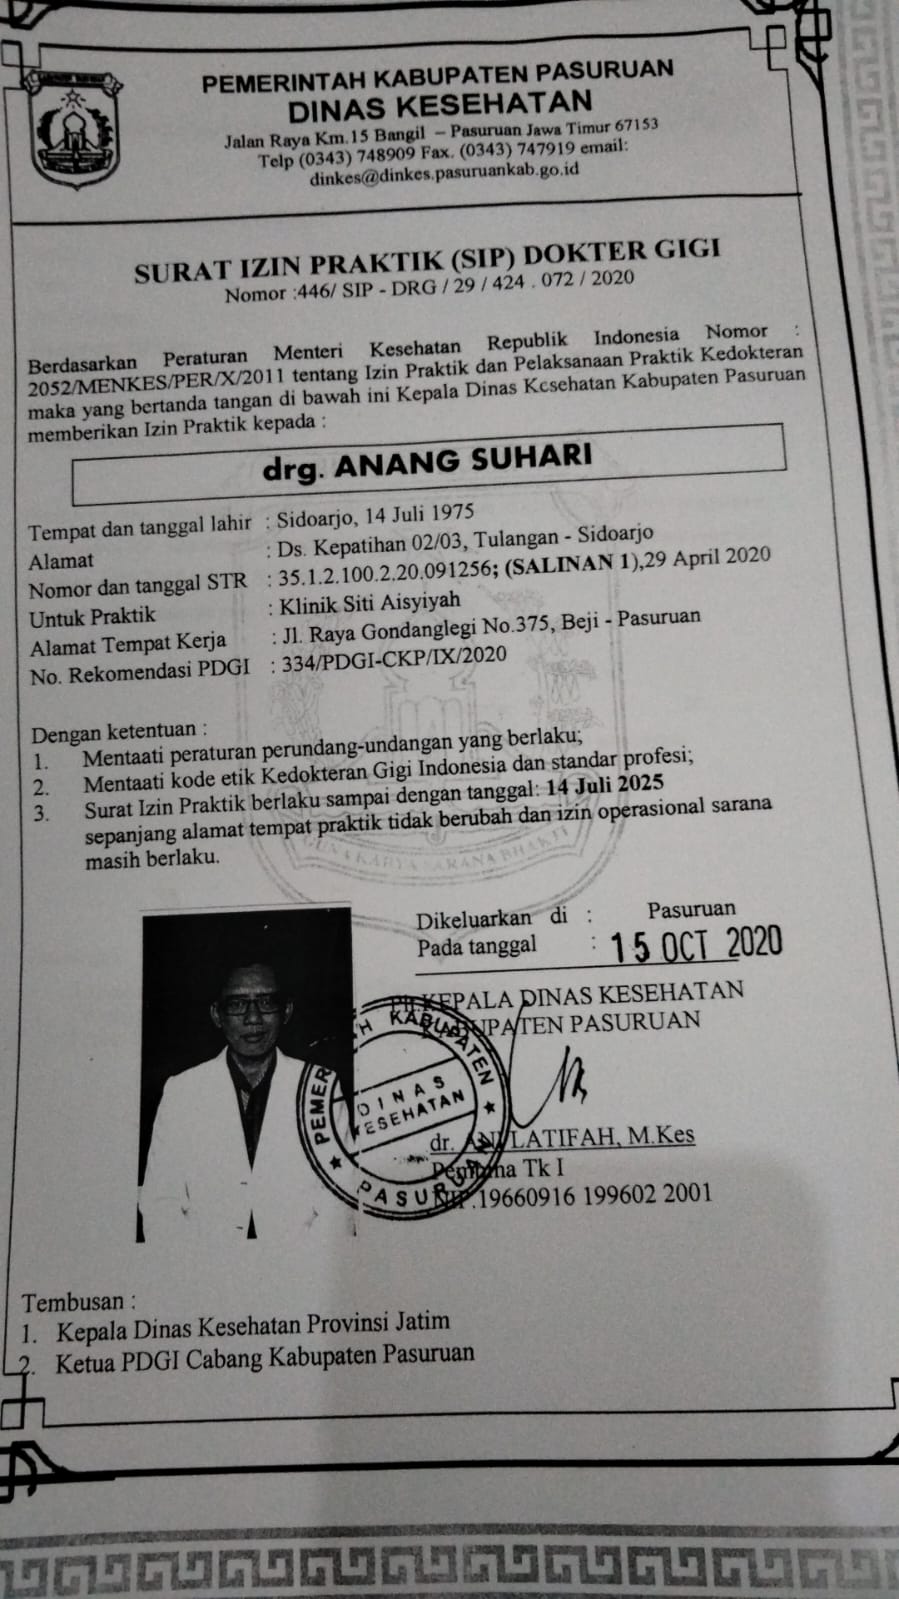 PEMERINTAH KABUPATEN PASURUAN
DINAS KESEHATAN
Jalan Raya Km.15 Bangil – Pasuruan Jawa Timur 67153
Telp (0343) 748909 Fax. (0343) 747919 email:
dinkes@dinkes.pasuruankab.go.id
SURAT IZIN PRAKTIK (SIP) DOKTER GIGI
Nomor :446/ SIP - DRG / 29 / 424 . 072 / 2020
Berdasarkan Peraturan Menteri Kesehatan Republik Indonesia Nomor :
2052/MENKES/PER/X/2011 tentang Izin Praktik dan Pelaksanaan Praktik Kedokteran
maka yang bertanda tangan di bawah ini Kepala Dinas Kesehatan Kabupaten Pasuruan
memberikan Izin Praktik kepada :
drg. ANANG SUHARI
Tempat dan tanggal lahir : Sidoarjo, 14 Juli 1975
Alamat : Ds. Kepatihan 02/03, Tulangan - Sidoarjo
Nomor dan tanggal STR : 35.1.2.100.2.20.091256; (SALINAN 1),29 April 2020
Untuk Praktik : Klinik Siti Aisyiyah
Alamat Tempat Kerja : Jl. Raya Gondanglegi No.375, Beji - Pasuruan
No. Rekomendasi PDGI : 334/PDGI-CKP/IX/2020
Dengan ketentuan :
1. Mentaati peraturan perundang-undangan yang berlaku;
2. Mentaati kode etik Kedokteran Gigi Indonesia dan standar profesi;
3. Surat Izin Praktik berlaku sampai dengan tanggal: 14 Juli 2025
sepanjang alamat tempat praktik tidak berubah dan izin operasional sarana
masih berlaku.
Dikeluarkan di : Pasuruan
Pada tanggal : 15 OCT 2020
KEPALA DINAS KESEHATAN
KABUPATEN PASURUAN
dr. ANI LATIFAH, M.Kes
Pembina Tk I
NIP.19660916 199602 2001
KABUPATEN
DINAS
KESEHATAN
PASURUAN
Tembusan :
1. Kepala Dinas Kesehatan Provinsi Jatim
2. Ketua PDGI Cabang Kabupaten Pasuruan